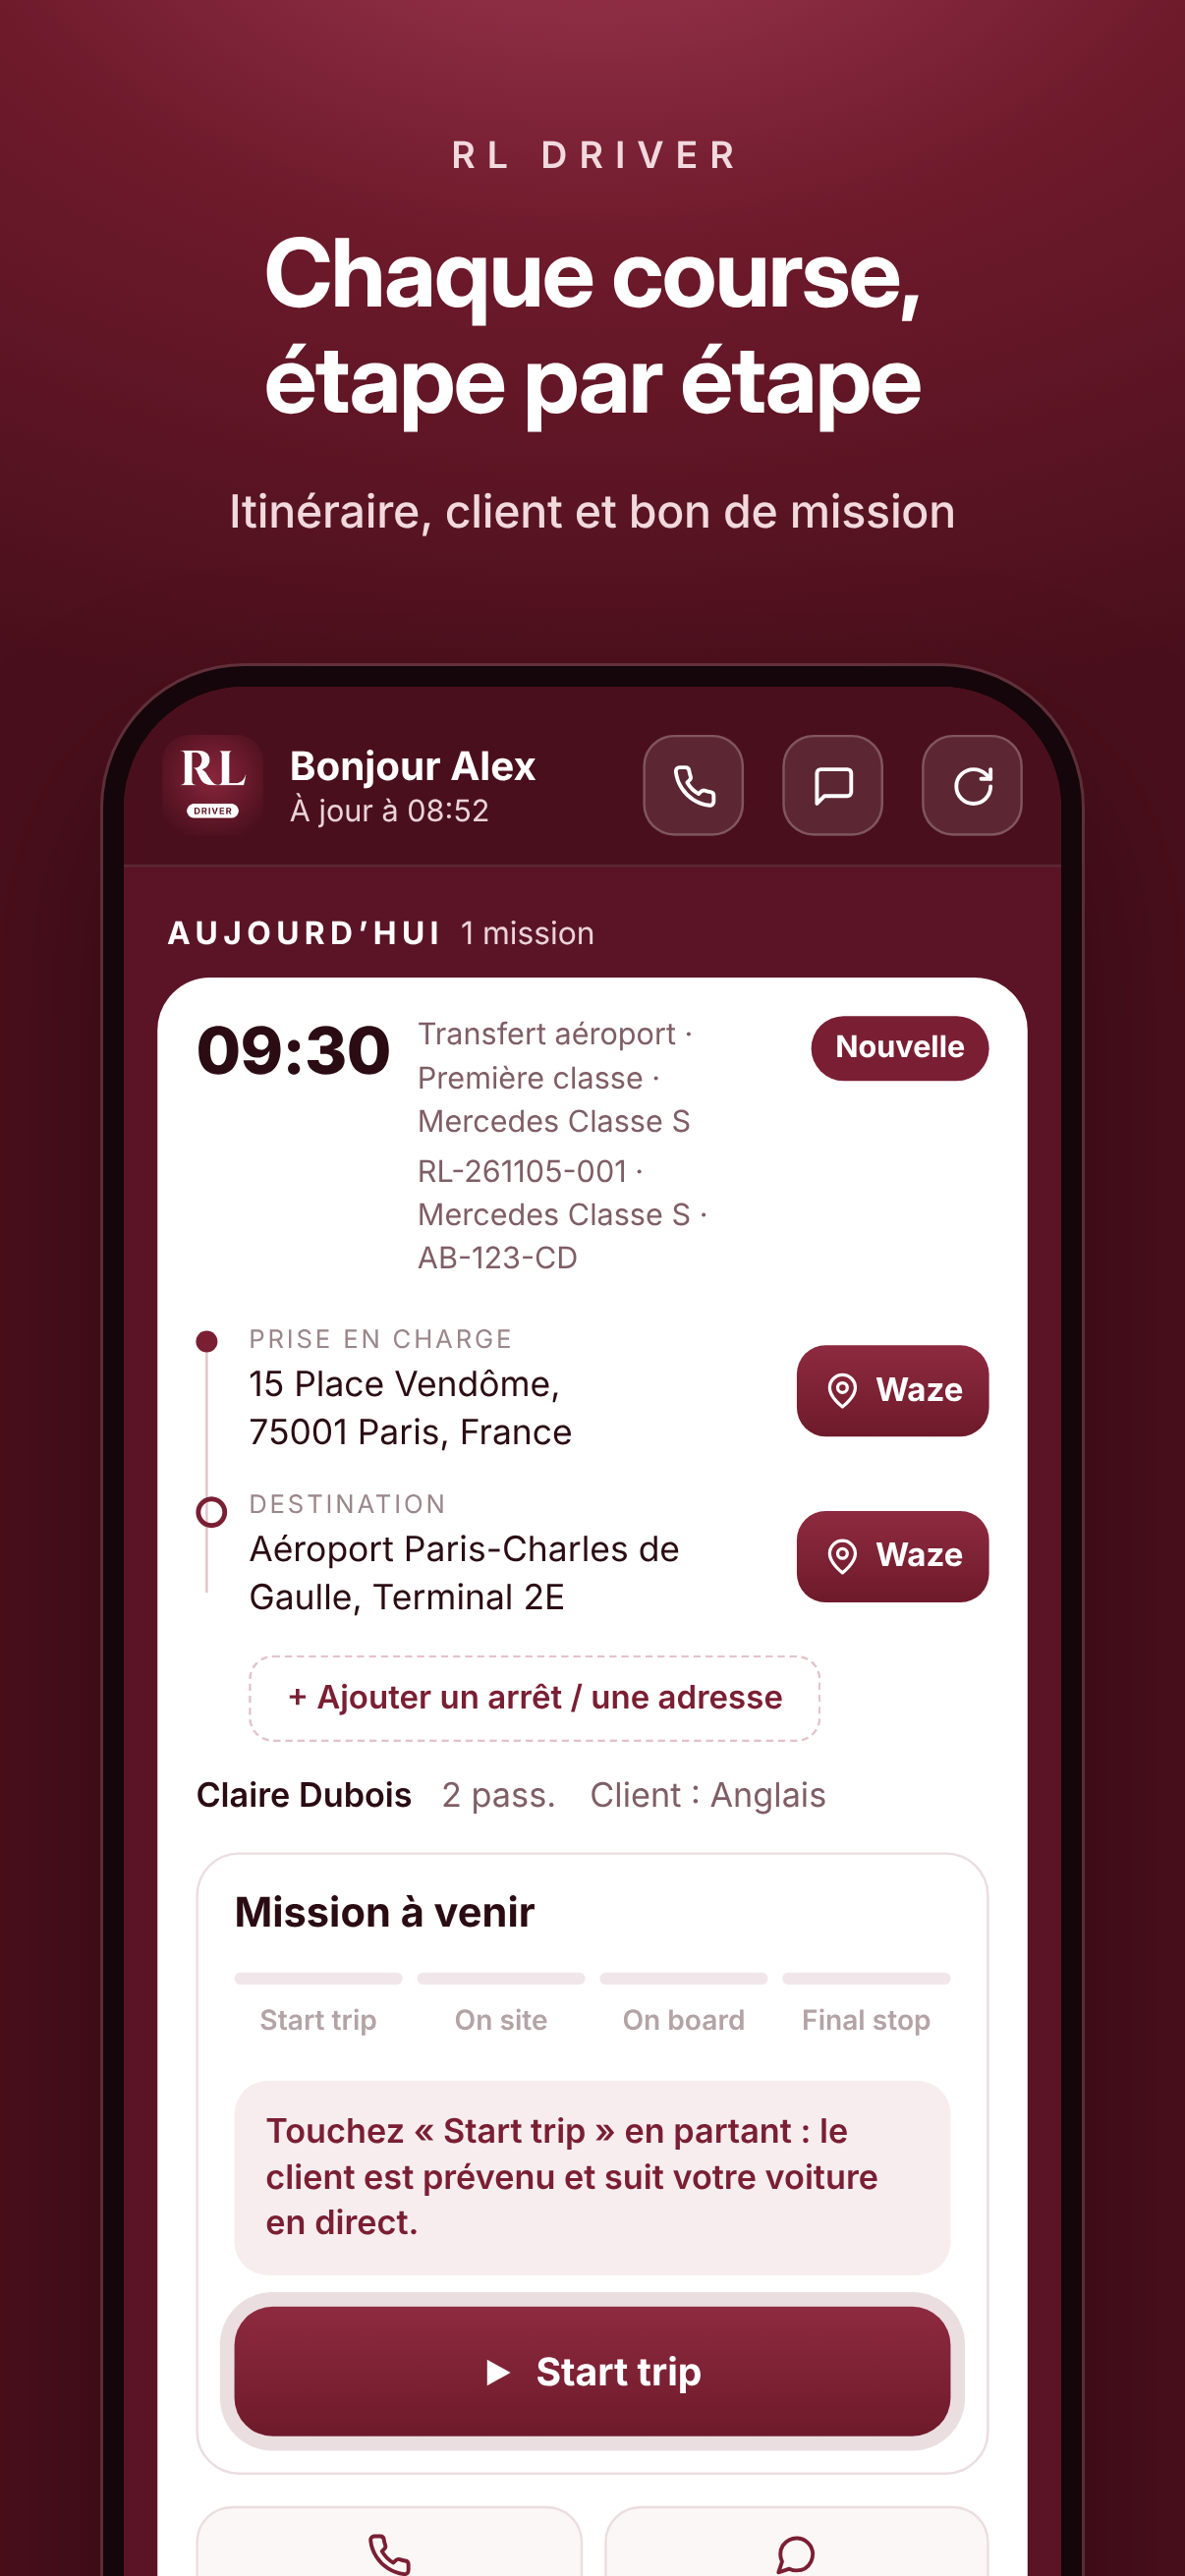 RL DRIVER
Chaque course,
étape par étape
Itinéraire, client et bon de mission
RL
DRIVER
Bonjour Alex
À jour à 08:52
AUJOURD’HUI 1 mission
09:30
Transfert aéroport ·
Première classe ·
Mercedes Classe S
RL-261105-001 ·
Mercedes Classe S ·
AB-123-CD
Nouvelle
PRISE EN CHARGE
15 Place Vendôme,
75001 Paris, France
Waze
DESTINATION
Aéroport Paris-Charles de
Gaulle, Terminal 2E
Waze
+ Ajouter un arrêt / une adresse
Claire Dubois 2 pass. Client : Anglais
Mission à venir
Start trip On site On board Final stop
Touchez « Start trip » en partant : le
client est prévenu et suit votre voiture
en direct.
Start trip